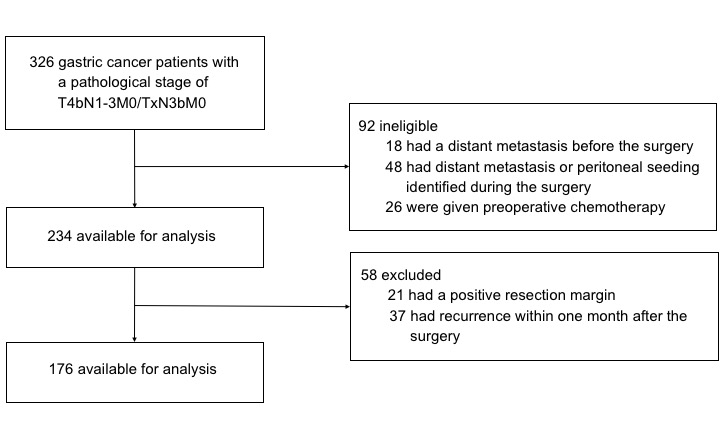 326 gastric cancer patients with
a pathological stage of
T4bN1-3M0/TxN3bM0
92 ineligible
18 had a distant metastasis before the surgery
48 had distant metastasis or peritoneal seeding
identified during the surgery
26 were given preoperative chemotherapy
234 available for analysis
58 excluded
21 had a positive resection margin
37 had recurrence within one month after the
surgery
176 available for analysis